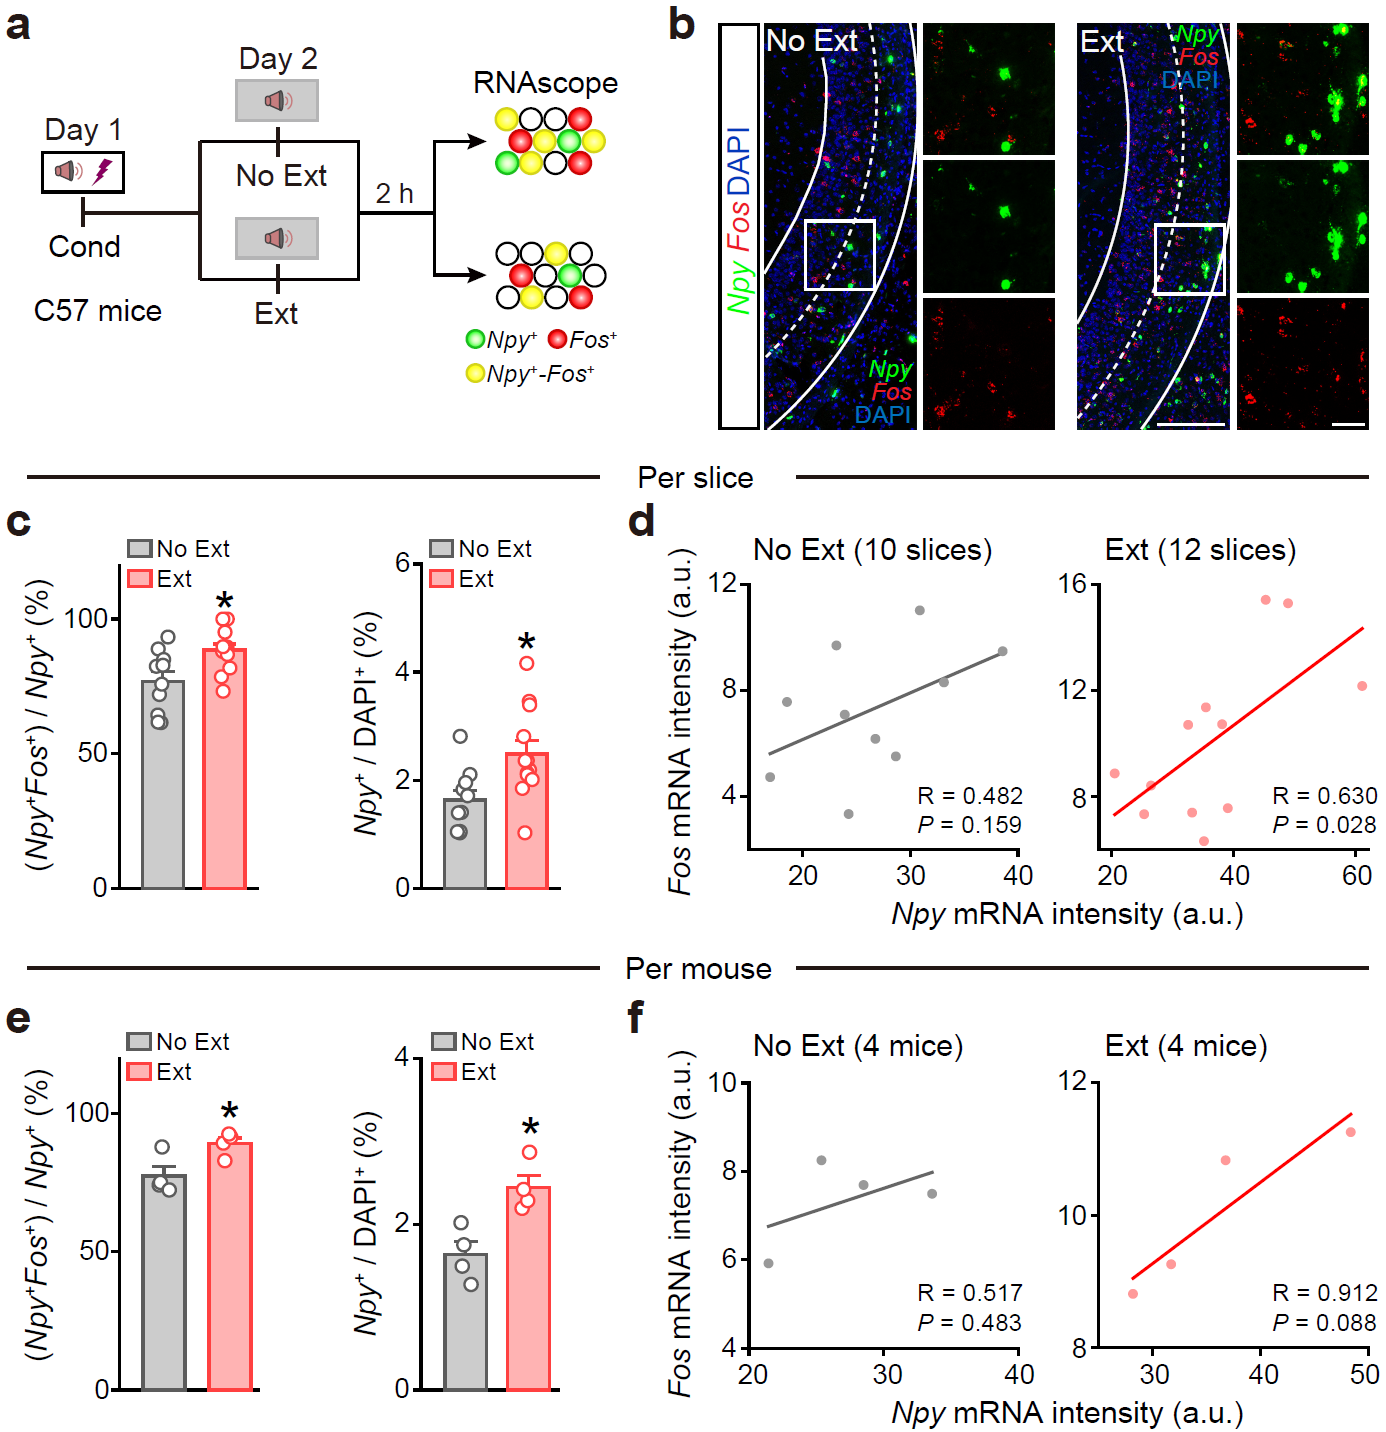 a
Day 1
Cond
C57 mice
Day 2
No Ext
Ext
2 h
RNAscope
Npy⁺ Fos⁺
Npy⁺-Fos⁺
b
Npy Fos DAPI
No Ext
Npy
Fos
DAPI
Ext
Npy
Fos
DAPI
Per slice
c
No Ext
Ext
(Npy⁺Fos⁺) / Npy⁺ (%)
100
50
0
*
No Ext
Ext
Npy⁺ / DAPI⁺ (%)
6
4
2
0
*
d
No Ext (10 slices)
Fos mRNA intensity (a.u.)
12
8
4
R = 0.482
P = 0.159
20 30 40
Ext (12 slices)
16
12
8
R = 0.630
P = 0.028
20 40 60
Npy mRNA intensity (a.u.)
Per mouse
e
No Ext
Ext
(Npy⁺Fos⁺) / Npy⁺ (%)
100
50
0
*
No Ext
Ext
Npy⁺ / DAPI⁺ (%)
4
2
0
*
f
No Ext (4 mice)
Fos mRNA intensity (a.u.)
10
8
6
4
R = 0.517
P = 0.483
20 30 40
Ext (4 mice)
12
10
8
R = 0.912
P = 0.088
30 40 50
Npy mRNA intensity (a.u.)